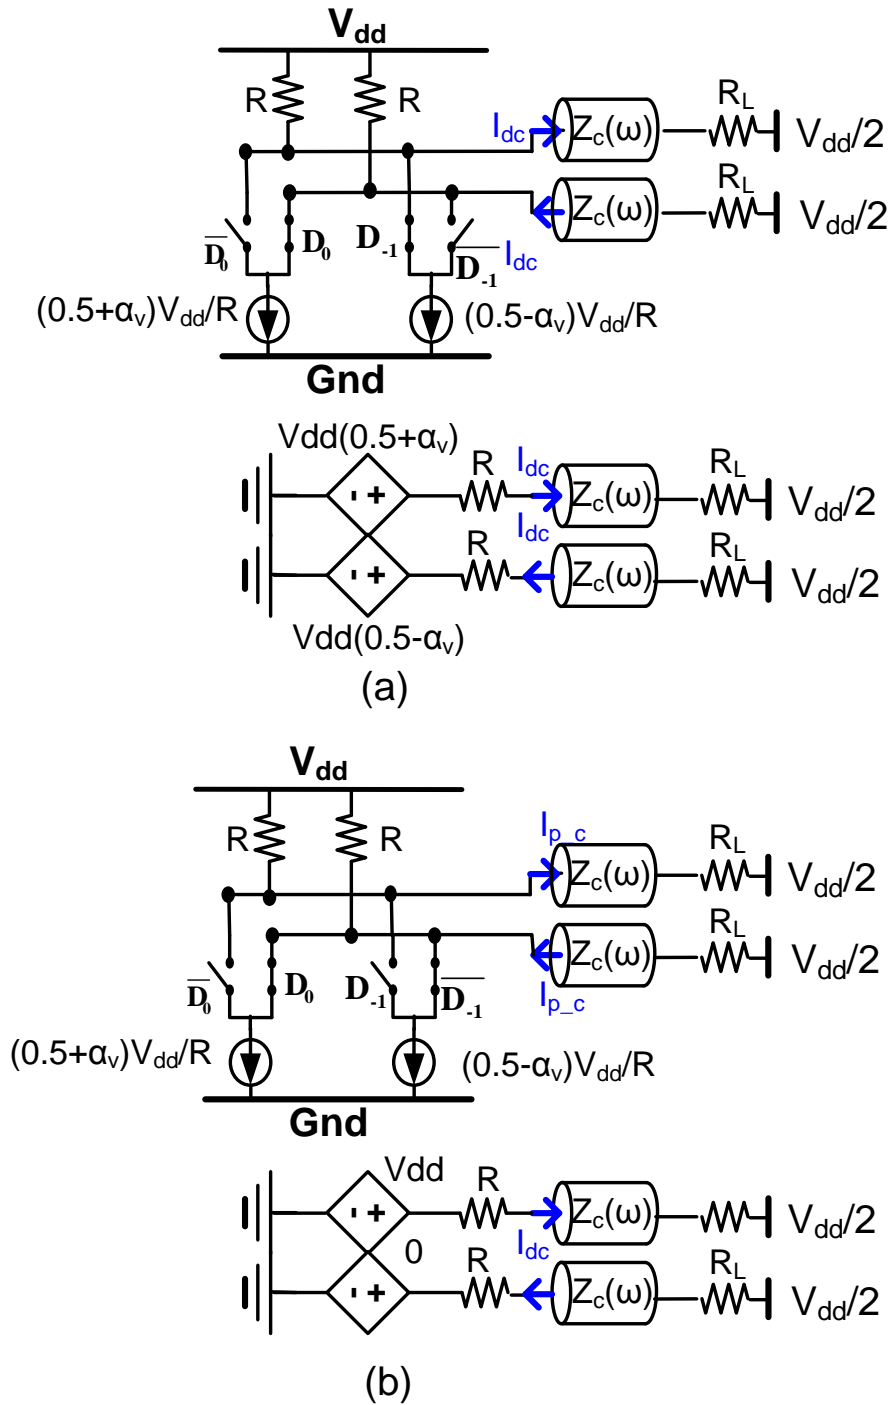 Vdd
R R
Idc Zc(ω) RL Vdd/2
Zc(ω) RL Vdd/2
D̅0 D0 D-1 D̅-1 Idc
(0.5+αv)Vdd/R (0.5-αv)Vdd/R
Gnd
Vdd(0.5+αv)
- + R Idc Zc(ω) RL Vdd/2
- + R Idc Zc(ω) RL Vdd/2
Vdd(0.5-αv)
(a)
Vdd
R R
Ip_c Zc(ω) RL Vdd/2
Zc(ω) RL Vdd/2
D̅0 D0 D-1 D̅-1 Ip_c
(0.5+αv)Vdd/R (0.5-αv)Vdd/R
Gnd
Vdd R
- + Zc(ω) Vdd/2
0 Idc
- + R Zc(ω) RL Vdd/2
(b)